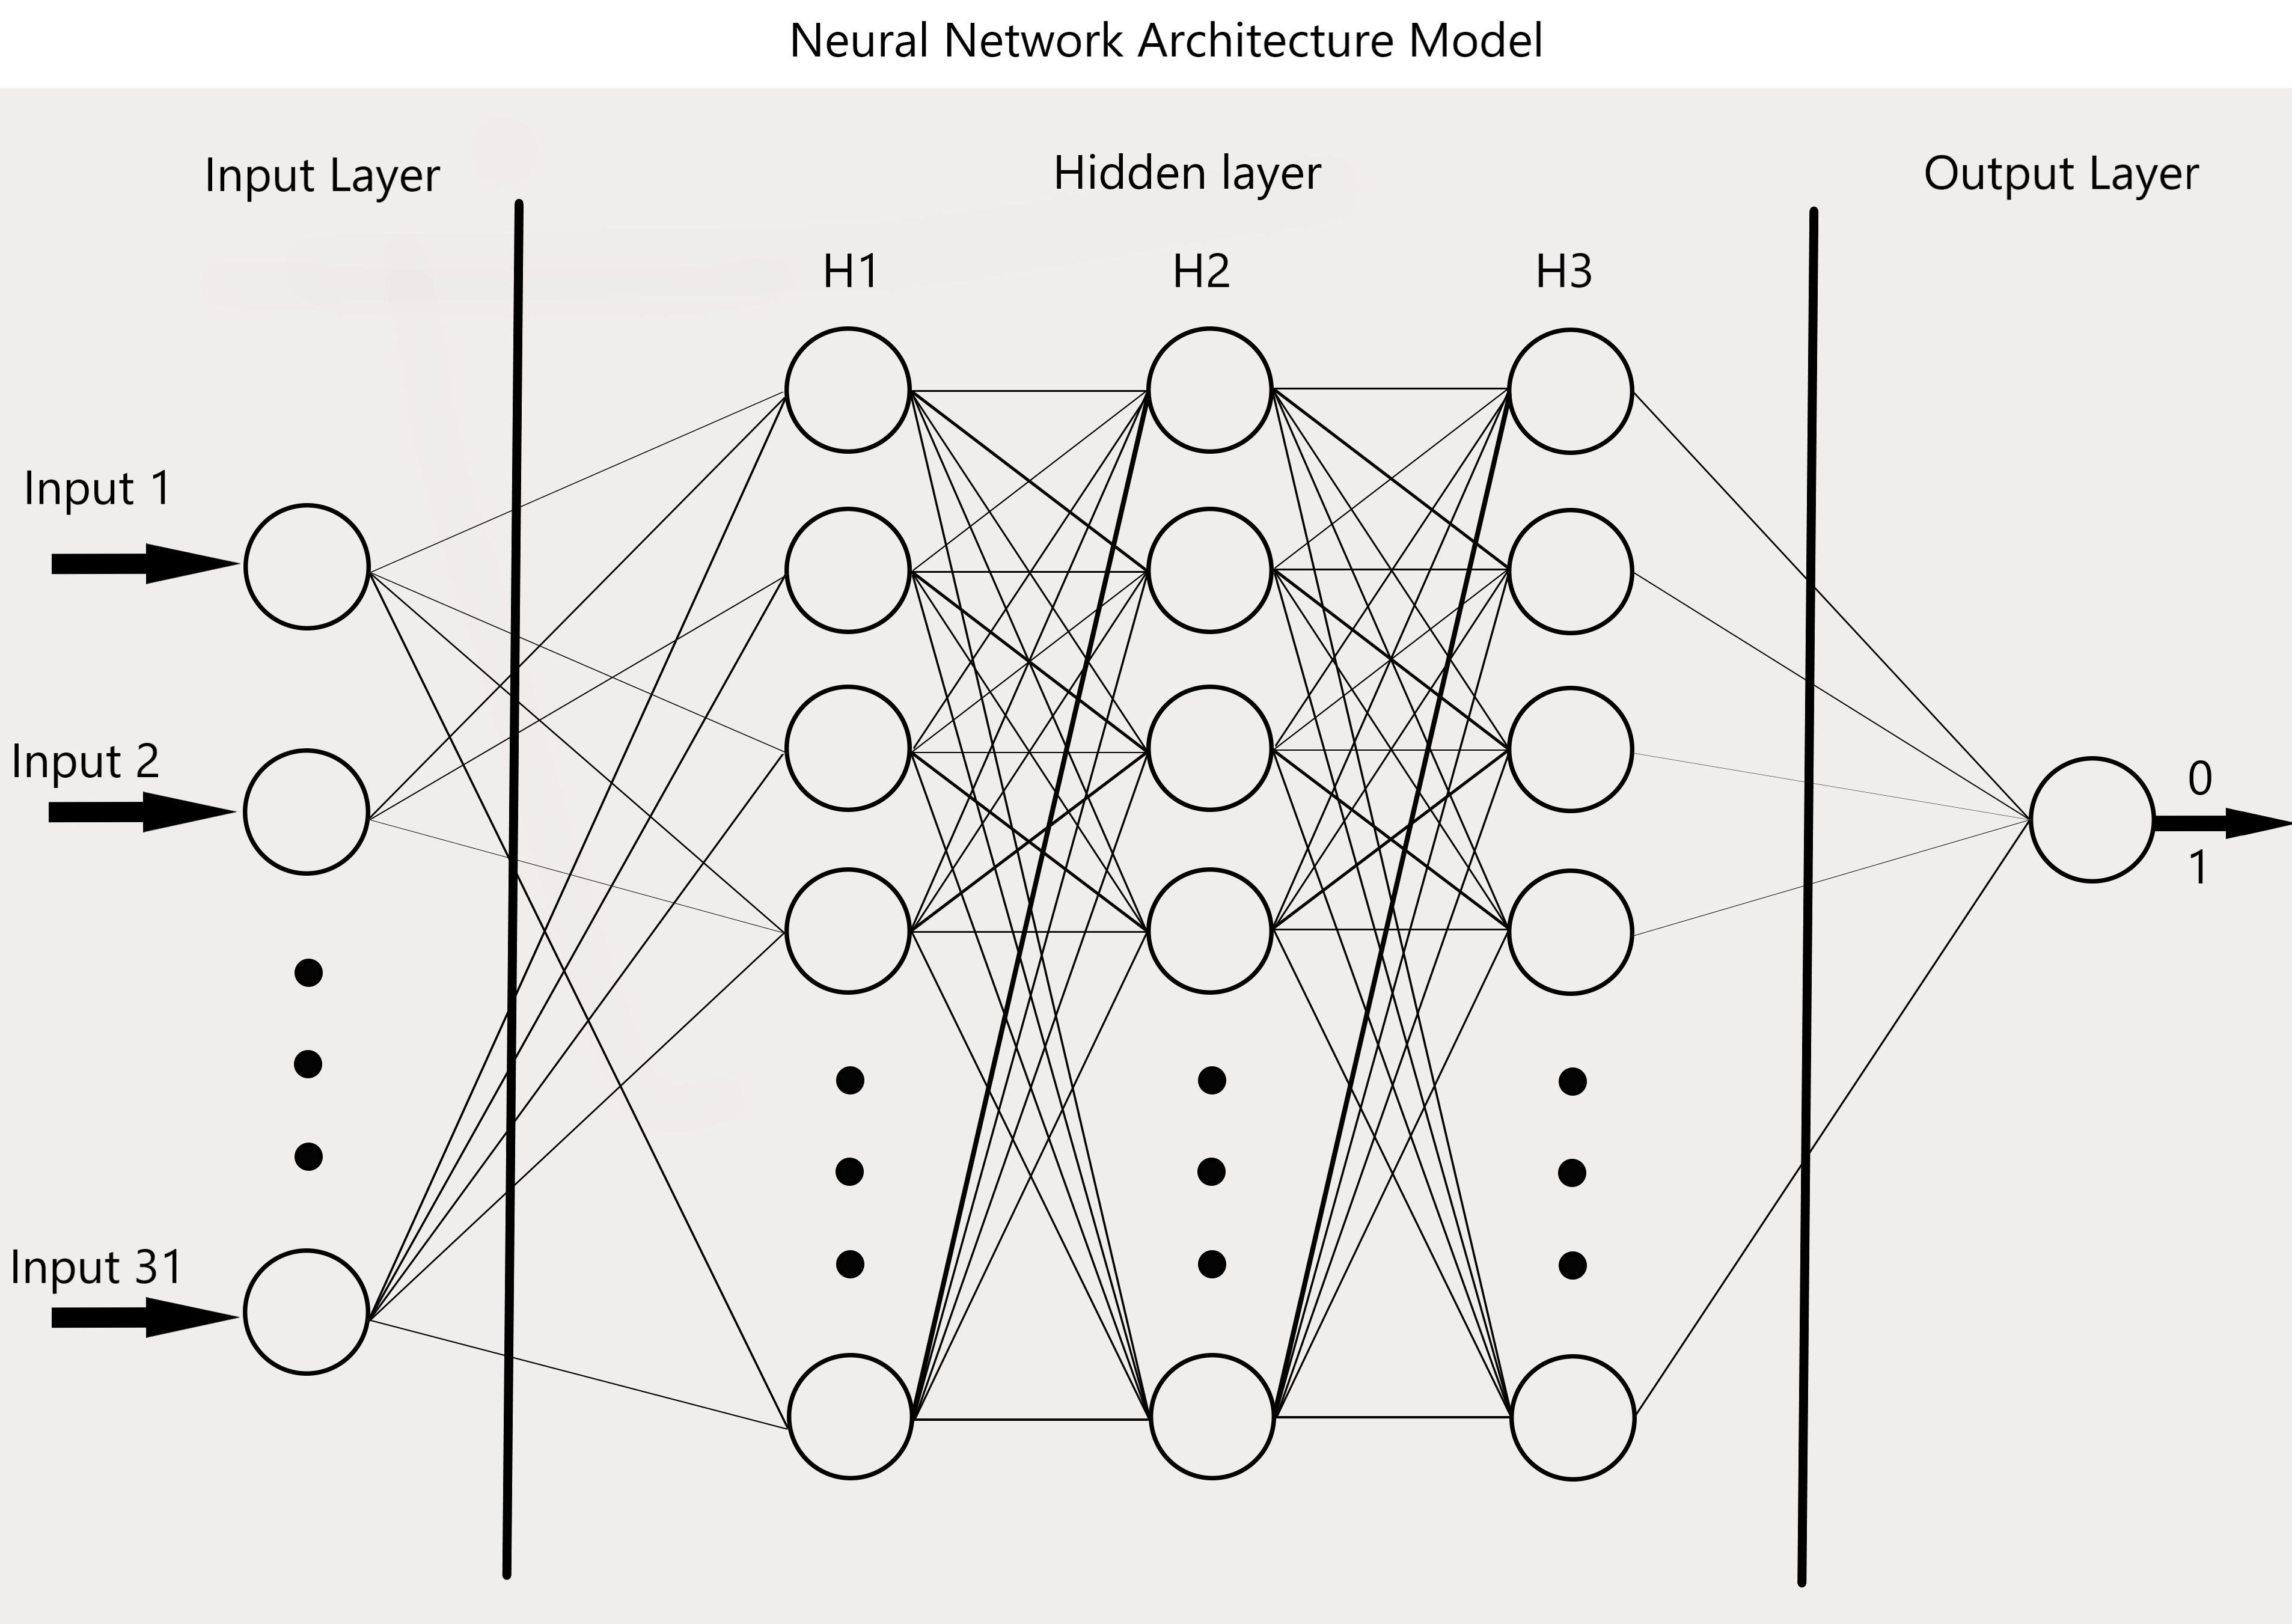 Neural Network Architecture Model
Input Layer
Hidden layer
Output Layer
H1
H2
H3
Input 1
Input 2
Input 31
0
1